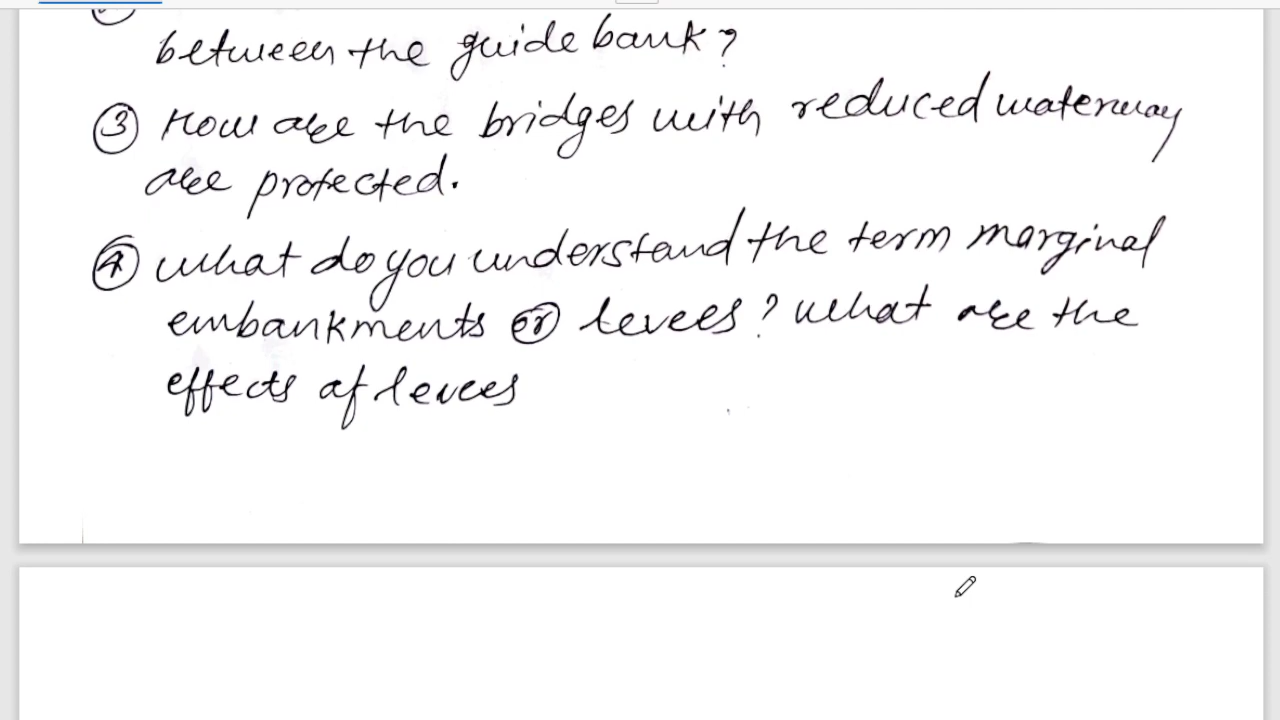 between the guide bank?
③ How are the bridges with reduced waterway
are protected.
④ what do you understand the term marginal
embankments or levees? what are the
effects of levees